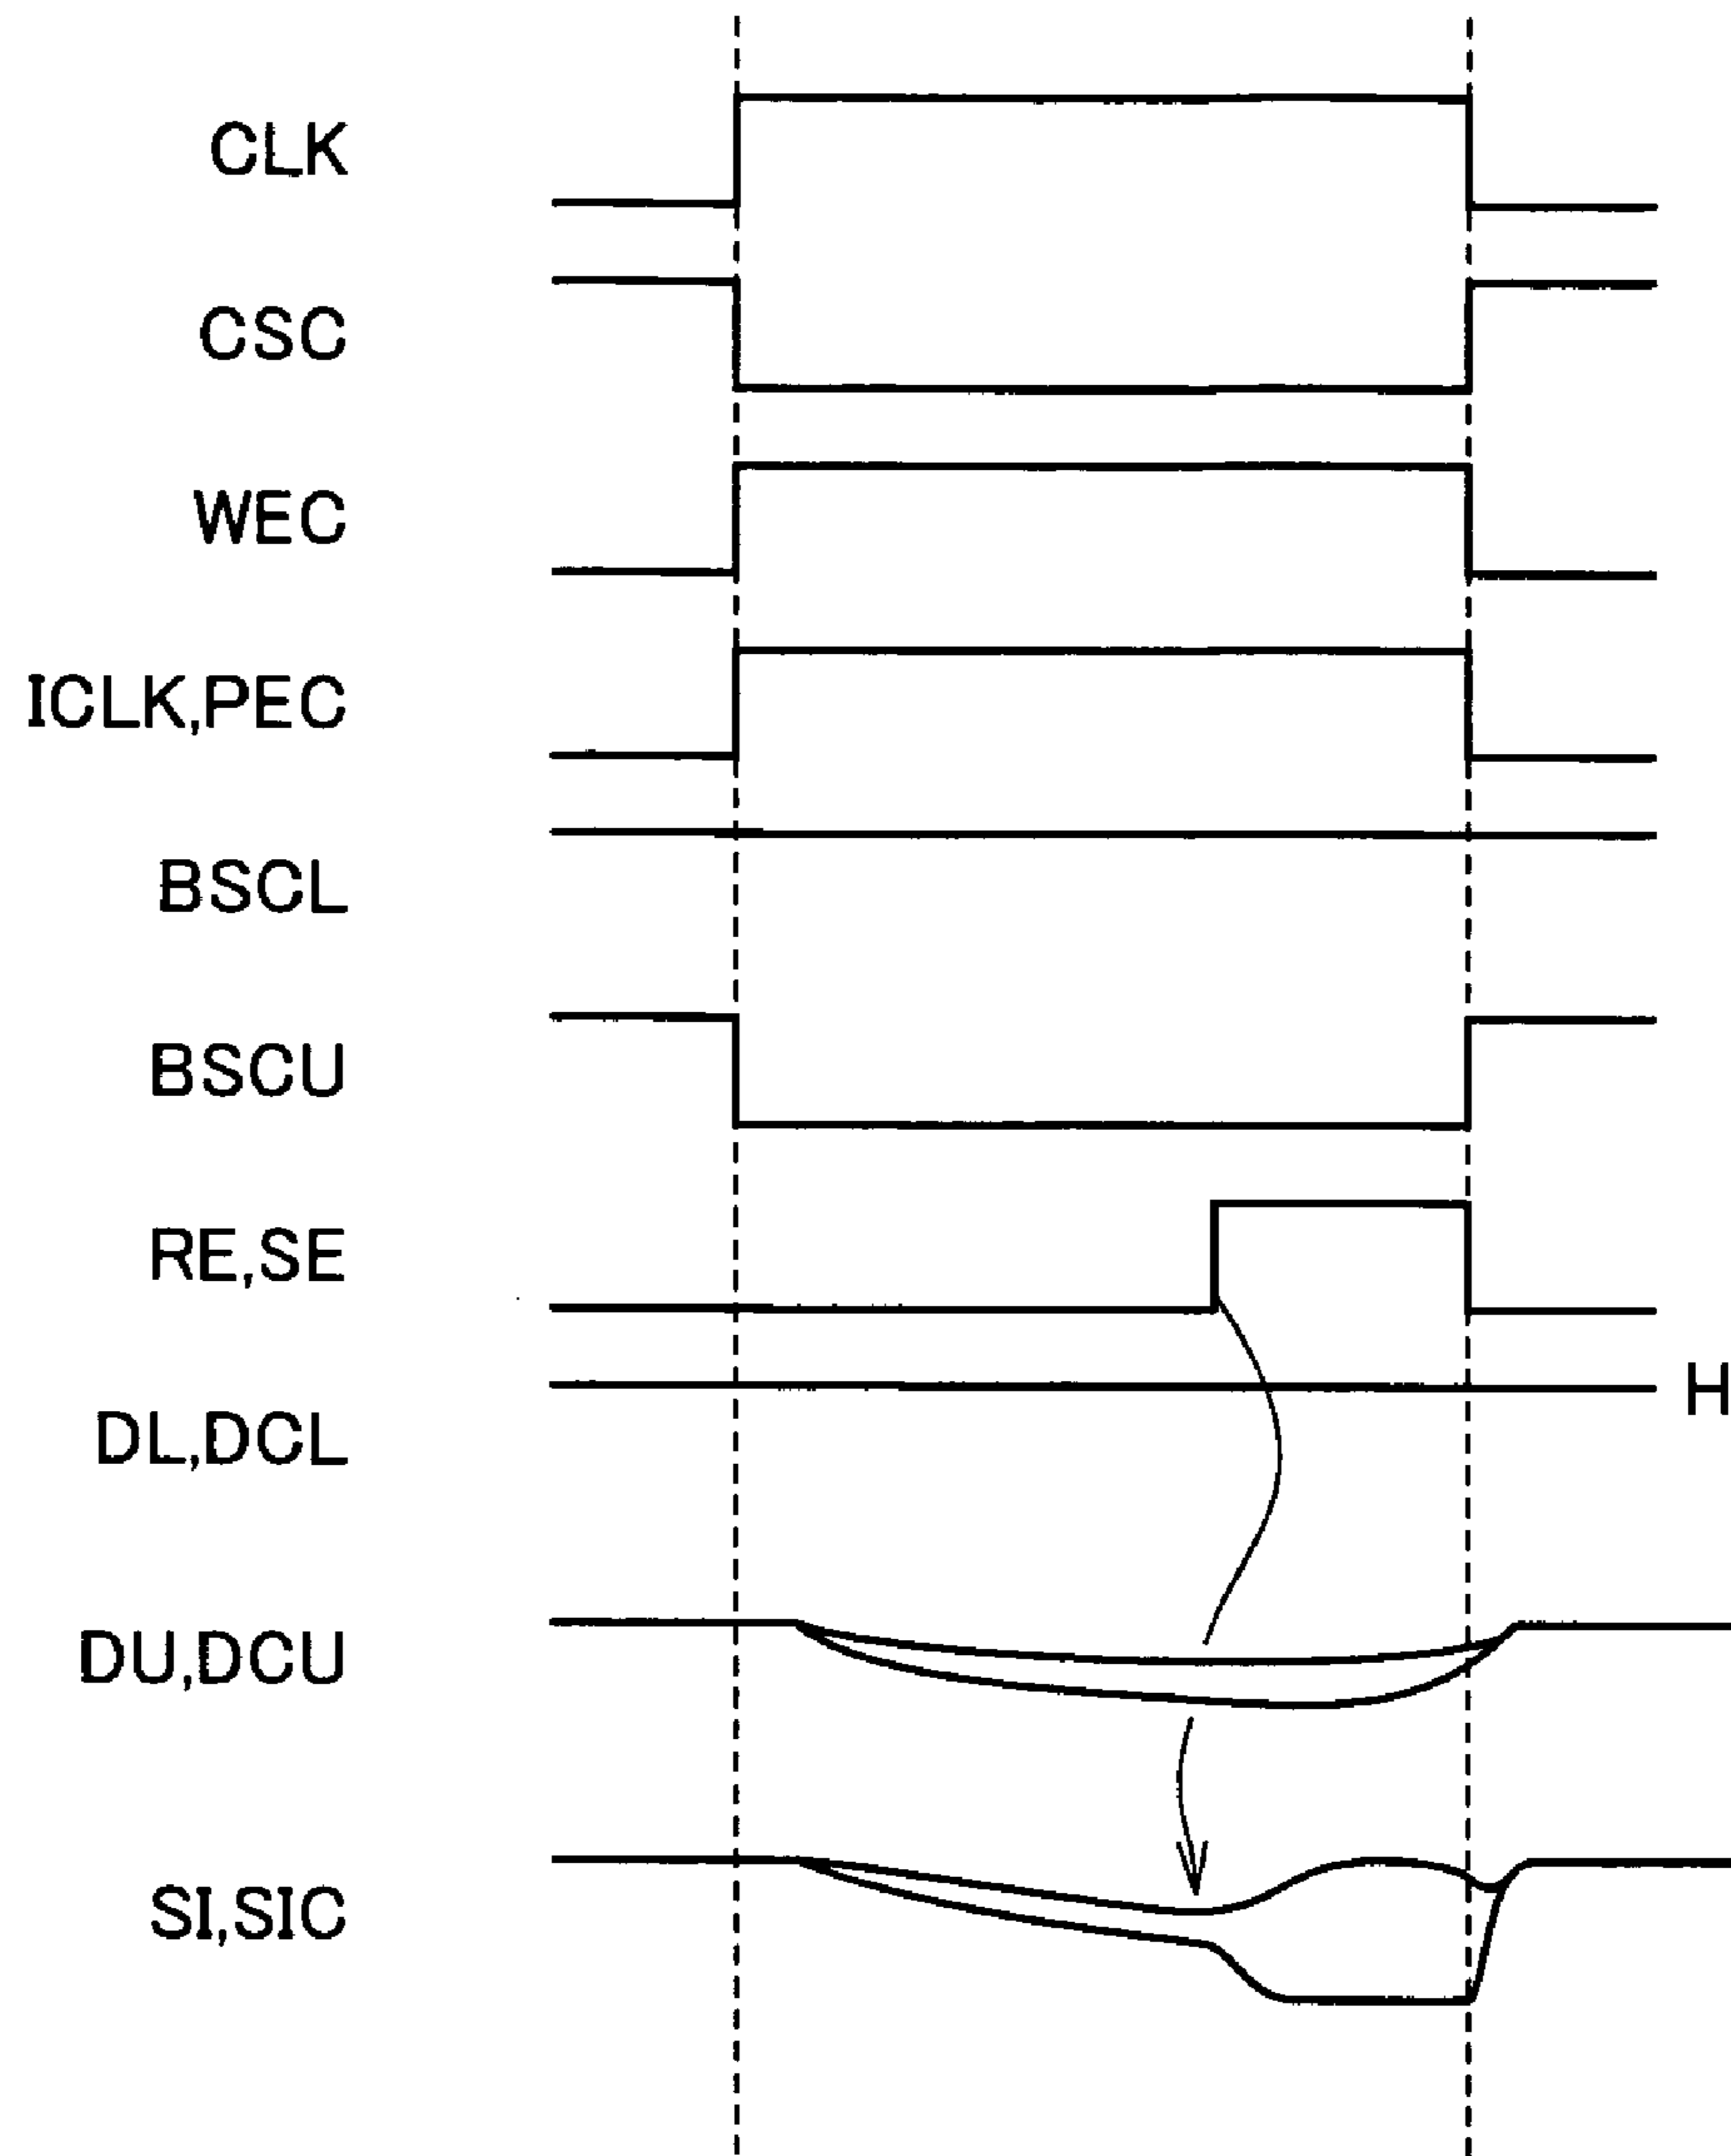 CLK
CSC
WEC
ICLK,PEC
BSCL
BSCU
RE,SE
H
DL,DCL
DU,DCU
SI,SIC